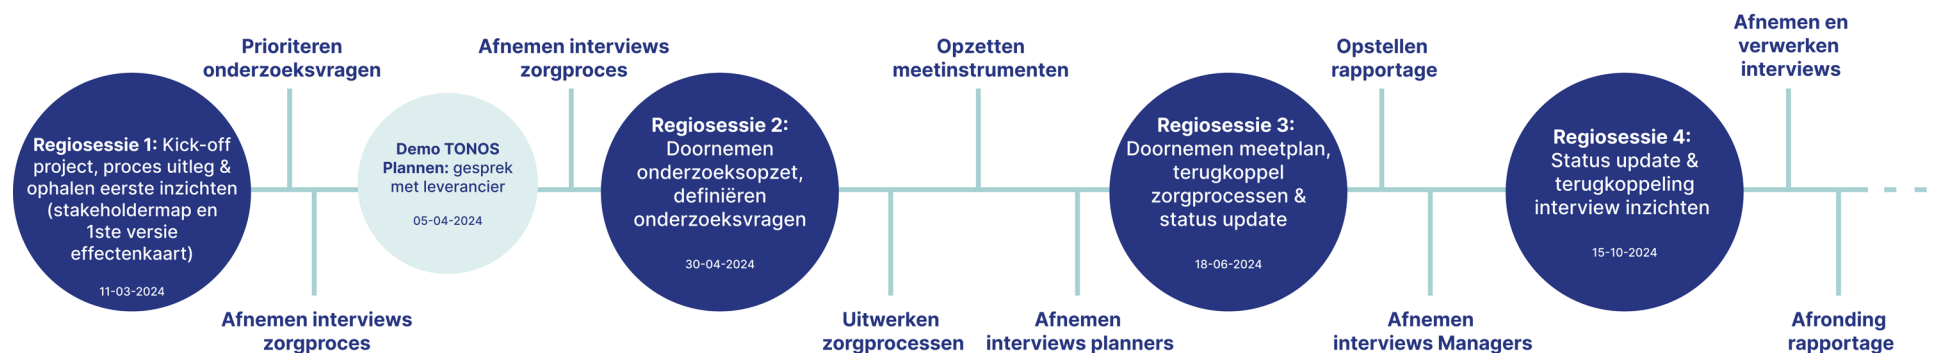 Prioriteren
onderzoeksvragen
Afnemen interviews
zorgproces
Opzetten
meetinstrumenten
Opstellen
rapportage
Afnemen en
verwerken
interviews
Regiosessie 1: Kick-off
project, proces uitleg &
ophalen eerste inzichten
(stakeholdermap en
1ste versie
effectenkaart)
11-03-2024
Demo TONOS
Plannen: gesprek
met leverancier
05-04-2024
Regiosessie 2:
Doornemen
onderzoeksopzet,
definiëren
onderzoeksvragen
30-04-2024
Regiosessie 3:
Doornemen meetplan,
terugkoppel
zorgprocessen &
status update
18-06-2024
Regiosessie 4:
Status update &
terugkoppeling
interview inzichten
15-10-2024
Afnemen interviews
zorgproces
Uitwerken
zorgprocessen
Afnemen
interviews planners
Afnemen
interviews Managers
Afronding
rapportage